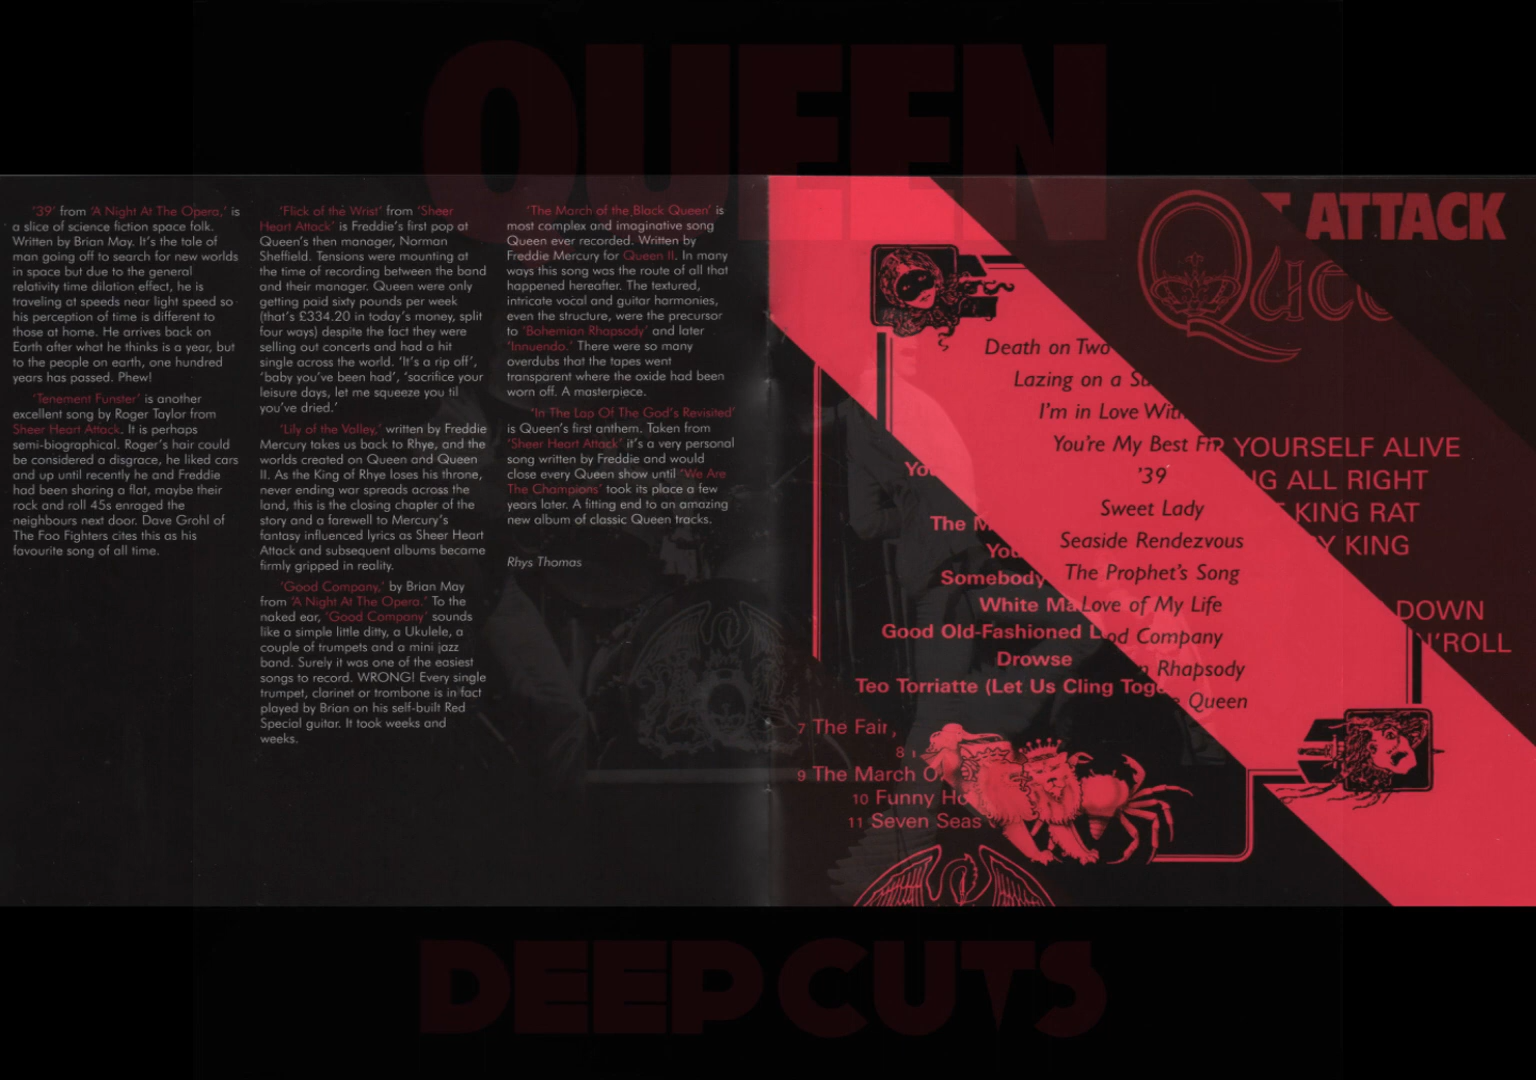 QUEEN
'39' from 'A Night At The Opera,' is
a slice of science fiction space folk.
Written by Brian May. It's the tale of
man going off to search for new worlds
in space but due to the general
relativity time dilation effect, he is
traveling at speeds near light speed so
his perception of time is different to
those at home. He arrives back on
Earth after what he thinks is a year, but
to the people on earth, one hundred
years has passed. Phew!
'Tenement Funster' is another
excellent song by Roger Taylor from
Sheer Heart Attack. It is perhaps
semi-biographical. Roger's hair could
be considered a disgrace, he liked cars
and up until recently he and Freddie
had been sharing a flat, maybe their
rock and roll 45s enraged the
neighbours next door. Dave Grohl of
The Foo Fighters cites this as his
favourite song of all time.
'Flick of the Wrist' from 'Sheer
Heart Attack' is Freddie's first pop at
Queen's then manager, Norman
Sheffield. Tensions were mounting at
the time of recording between the band
and their manager. Queen were only
getting paid sixty pounds per week
(that's £334.20 in today's money, split
four ways) despite the fact they were
selling out concerts and had a hit
single across the world. 'It's a rip off',
'baby you've been had', 'sacrifice your
leisure days, let me squeeze you til
you've dried.'
'Lily of the Valley,' written by Freddie
Mercury takes us back to Rhye, and the
worlds created on Queen and Queen
II. As the King of Rhye loses his throne,
never ending war spreads across the
land, this is the closing chapter of the
story and a farewell to Mercury's
fantasy influenced lyrics as Sheer Heart
Attack and subsequent albums became
firmly gripped in reality.
'Good Company,' by Brian May
from 'A Night At The Opera.' To the
naked ear, 'Good Company' sounds
like a simple little ditty, a Ukulele, a
couple of trumpets and a mini jazz
band. Surely it was one of the easiest
songs to record. WRONG! Every single
trumpet, clarinet or trombone is in fact
played by Brian on his self-built Red
Special guitar. It took weeks and
weeks.
'The March of the Black Queen' is
most complex and imaginative song
Queen ever recorded. Written by
Freddie Mercury for Queen II. In many
ways this song was the route of all that
happened hereafter. The textured,
intricate vocal and guitar harmonies,
even the structure, were the precursor
to 'Bohemian Rhapsody' and later
'Innuendo.' There were so many
overdubs that the tapes went
transparent where the oxide had been
worn off. A masterpiece.
'In The Lap Of The God's Revisited'
is Queen's first anthem. Taken from
'Sheer Heart Attack' it's a very personal
song written by Freddie and would
close every Queen show until 'We Are
The Champions' took its place a few
years later. A fitting end to an amazing
new album of classic Queen tracks.
Rhys Thomas
ATTACK
Quee
Death on Two
Lazing on a Su
I'm in Love With
You're My Best Fr
'39
Sweet Lady
Seaside Rendezvous
The Prophet's Song
Love of My Life
od Company
n Rhapsody
e Queen
YOURSELF ALIVE
ALL RIGHT
KING RAT
KING
DOWN
N'ROLL
You
The M
You
Somebody
White Ma
Good Old-Fashioned L
Drowse
Teo Torriatte (Let Us Cling Toge
7 The Fair
8
9 The March O
10 Funny Ho
11 Seven Seas
DEEP CUTS